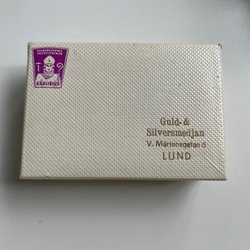 Guld- &
Silversmedjan
V. Mårtensgatan 6
LUND